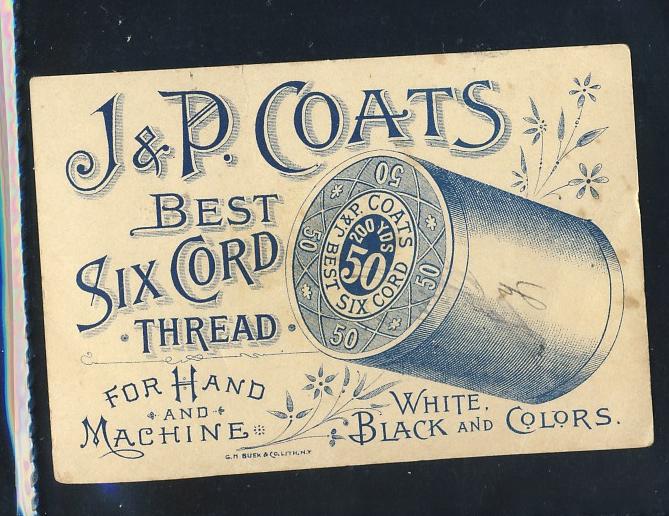 J. & P. COATS
BEST
SIX CORD
THREAD
FOR HAND
AND
MACHINE
WHITE,
BLACK AND COLORS.
J. & P. COATS
BEST SIX CORD
200 YDS
50
50
50
50
50
G. H. BUEK & CO. LITH, N.Y